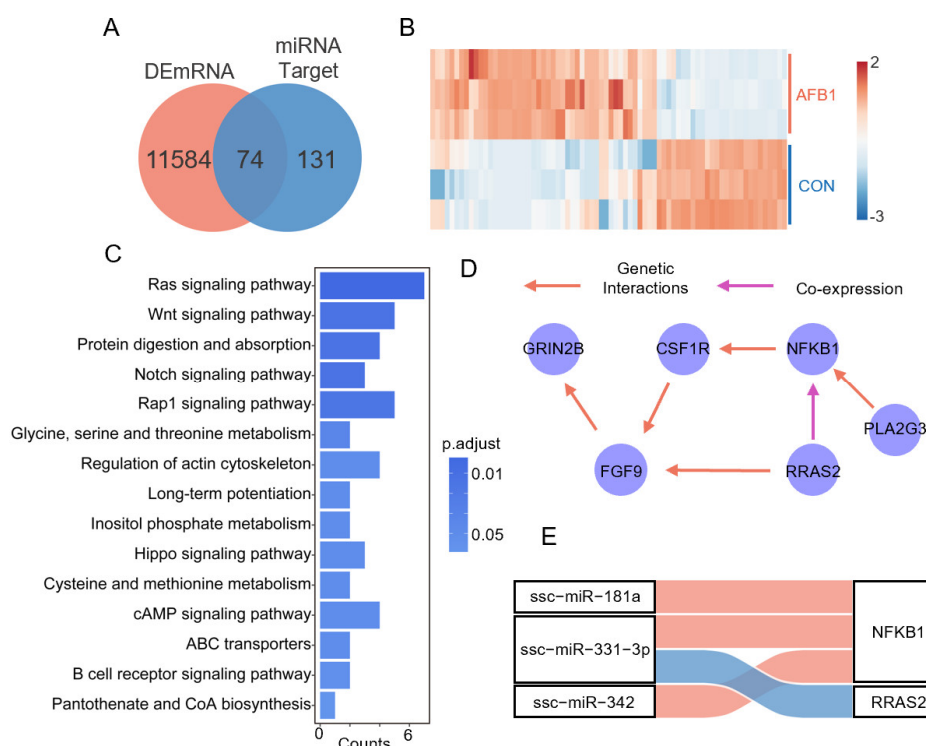 A
DEmRNA
miRNA
Target
11584
74
131
B
2
AFB1
CON
-3
C
Ras signaling pathway
Wnt signaling pathway
Protein digestion and absorption
Notch signaling pathway
Rap1 signaling pathway
Glycine, serine and threonine metabolism
Regulation of actin cytoskeleton
Long-term potentiation
Inositol phosphate metabolism
Hippo signaling pathway
Cysteine and methionine metabolism
cAMP signaling pathway
ABC transporters
B cell receptor signaling pathway
Pantothenate and CoA biosynthesis
0
6
Counts
p.adjust
0.01
0.05
D
Genetic
Interactions
Co-expression
GRIN2B
CSF1R
NFKB1
PLA2G3
FGF9
RRAS2
E
ssc-miR-181a
ssc-miR-331-3p
ssc-miR-342
NFKB1
RRAS2